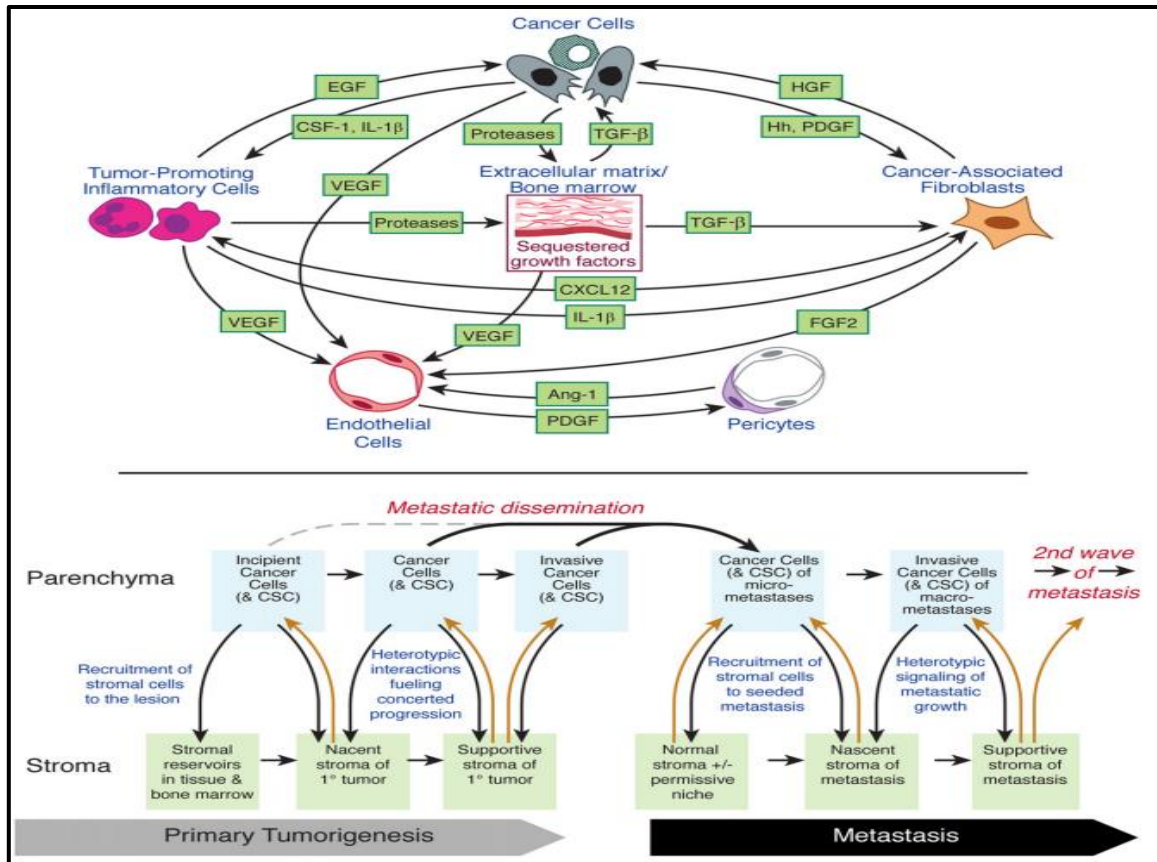 Cancer Cells
EGF
HGF
CSF-1, IL-1β
Proteases
TGF-β
Hh, PDGF
Tumor-Promoting
Inflammatory Cells
VEGF
Extracellular matrix/
Bone marrow
Cancer-Associated
Fibroblasts
Proteases
TGF-β
Sequestered
growth factors
CXCL12
IL-1β
VEGF
VEGF
FGF2
Ang-1
PDGF
Endothelial
Cells
Pericytes
Metastatic dissemination
Parenchyma
Incipient
Cancer
Cells
(& CSC)
Cancer
Cells
(& CSC)
Invasive
Cancer
Cells
(& CSC)
Cancer Cells
(& CSC) of
micro-
metastases
Invasive
Cancer Cells
(& CSC) of
macro-
metastases
2nd wave
of
metastasis
Recruitment of
stromal cells
to the lesion
Heterotypic
interactions
fueling
concerted
progression
Recruitment of
stromal cells
to seeded
metastasis
Heterotypic
signaling of
metastatic
growth
Stroma
Stromal
reservoirs
in tissue &
bone marrow
Nacent
stroma of
1° tumor
Supportive
stroma of
1° tumor
Normal
stroma +/-
permissive
niche
Nascent
stroma of
metastasis
Supportive
stroma of
metastasis
Primary Tumorigenesis
Metastasis